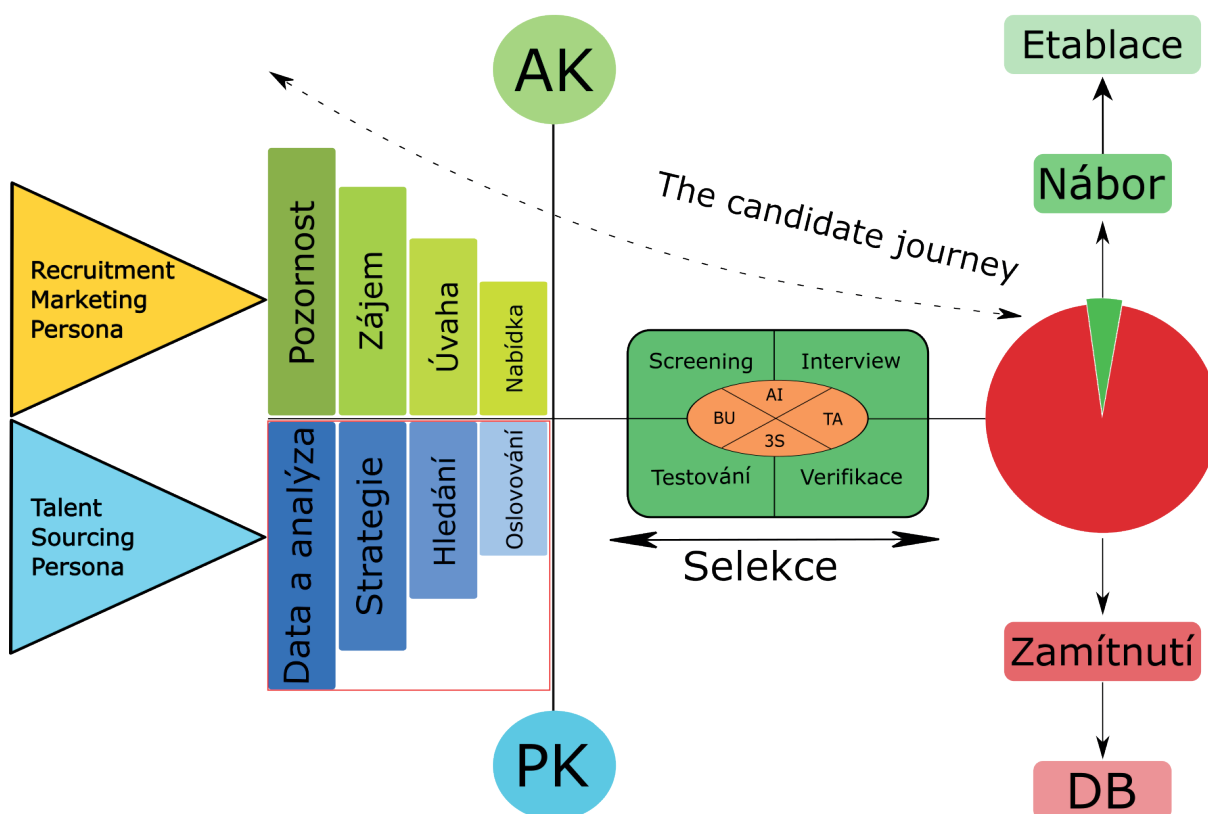 AK
Etablace
Nábor
The candidate journey
Recruitment
Marketing
Persona
Pozornost
Zájem
Úvaha
Nabídka
Screening
Interview
AI
BU
TA
3S
Testování
Verifikace
Selekce
Talent
Sourcing
Persona
Data a analýza
Strategie
Hledání
Oslovování
PK
Zamítnutí
DB